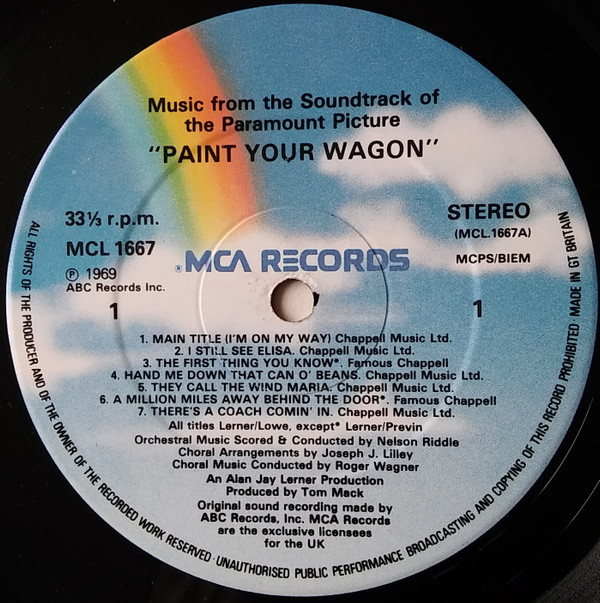 Music from the Soundtrack of
the Paramount Picture
"PAINT YOUR WAGON"
33⅓ r.p.m.
MCL 1667
℗ 1969
ABC Records Inc.
STEREO
(MCL.1667A)
MCPS/BIEM
®MCA RECORDS
1
1
1. MAIN TITLE (I'M ON MY WAY) Chappell Music Ltd.
2. I STILL SEE ELISA. Chappell Music Ltd.
3. THE FIRST THING YOU KNOW*. Famous Chappell
4. HAND ME DOWN THAT CAN O' BEANS. Chappell Music Ltd.
5. THEY CALL THE WIND MARIA. Chappell Music Ltd.
6. A MILLION MILES AWAY BEHIND THE DOOR*. Famous Chappell
7. THERE'S A COACH COMIN' IN. Chappell Music Ltd.
All titles Lerner/Lowe, except* Lerner/Previn
Orchestral Music Scored & Conducted by Nelson Riddle
Choral Arrangements by Joseph J. Lilley
Choral Music Conducted by Roger Wagner
An Alan Jay Lerner Production
Produced by Tom Mack
Original sound recording made by
ABC Records, Inc. MCA Records
are the exclusive licensees
for the UK
ALL RIGHTS OF THE PRODUCER AND OF THE OWNER OF THE RECORDED WORK RESERVED · UNAUTHORISED PUBLIC PERFORMANCE BROADCASTING AND COPYING OF THIS RECORD PROHIBITED · MADE IN GT BRITAIN